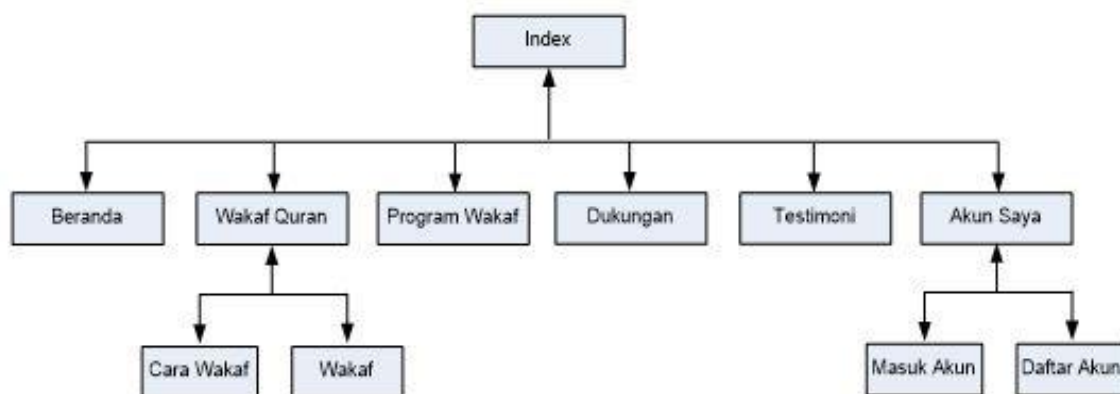 Index
Beranda
Wakaf Quran
Program Wakaf
Dukungan
Testimoni
Akun Saya
Cara Wakaf
Wakaf
Masuk Akun
Daftar Akun